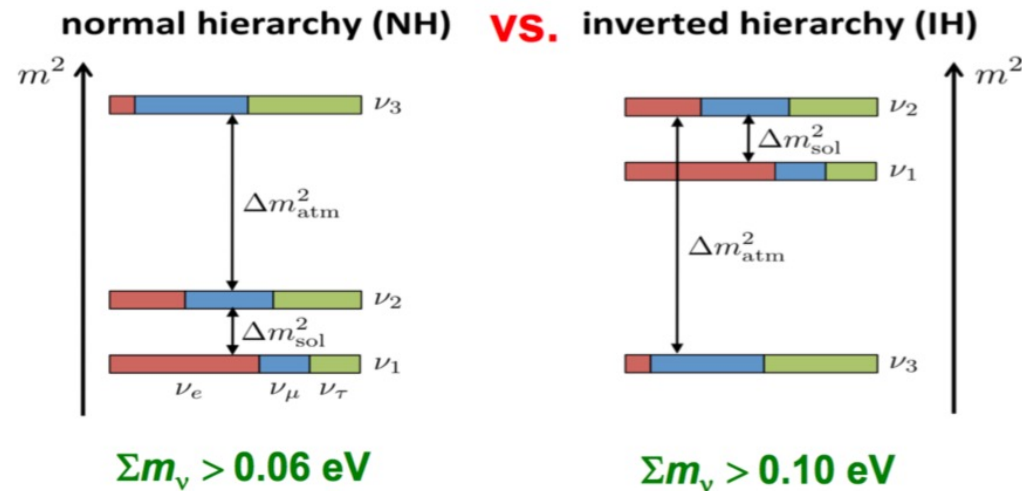 normal hierarchy (NH) vs. inverted hierarchy (IH)
m² m²
ν₃ ν₂
Δm²sol
ν₁
Δm²atm Δm²atm
ν₂
Δm²sol
ν₁ ν₃
νₑ νμ ντ
Σmν > 0.06 eV Σmν > 0.10 eV